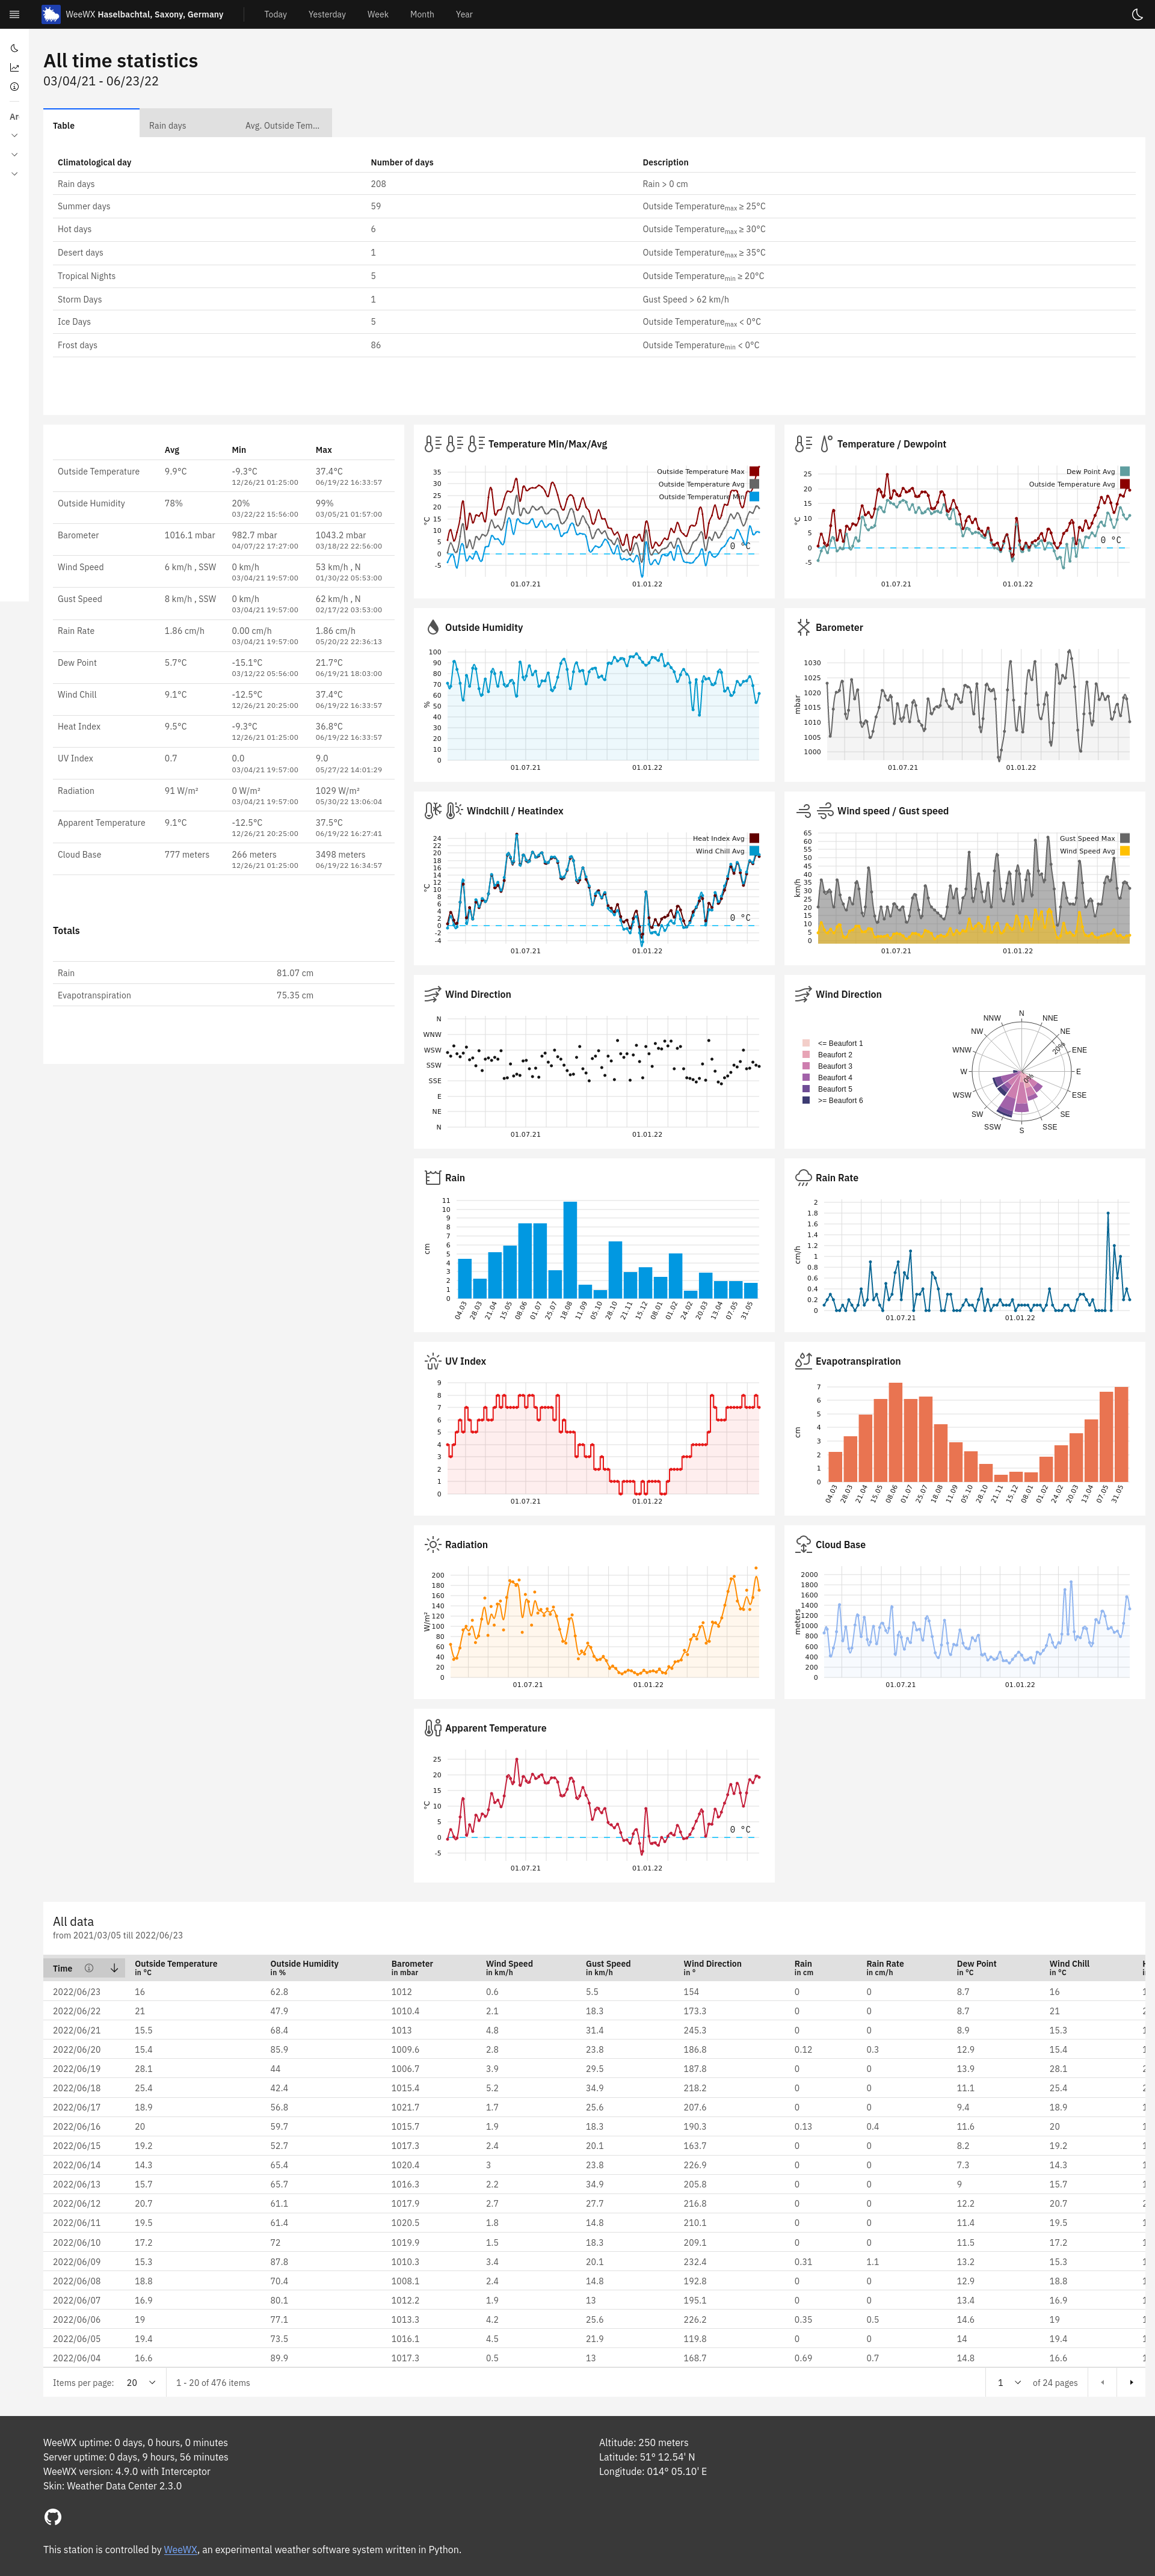 WeeWX Haselbachtal, Saxony, Germany Today Yesterday Week Month Year
All time statistics
03/04/21 - 06/23/22
Ar
Table Rain days Avg. Outside Tem...
Climatological day Number of days Description
Rain days 208 Rain > 0 cm
Summer days 59 Outside Temperaturemax ≥ 25°C
Hot days 6 Outside Temperaturemax ≥ 30°C
Desert days 1 Outside Temperaturemax ≥ 35°C
Tropical Nights 5 Outside Temperaturemin ≥ 20°C
Storm Days 1 Gust Speed > 62 km/h
Ice Days 5 Outside Temperaturemax < 0°C
Frost days 86 Outside Temperaturemin < 0°C
Avg Min Max
Outside Temperature 9.9°C -9.3°C 37.4°C
12/26/21 01:25:00 06/19/22 16:33:57
Outside Humidity 78% 20% 99%
03/22/22 15:56:00 03/05/21 01:57:00
Barometer 1016.1 mbar 982.7 mbar 1043.2 mbar
04/07/22 17:27:00 03/18/22 22:56:00
Wind Speed 6 km/h , SSW 0 km/h 53 km/h , N
03/04/21 19:57:00 01/30/22 05:53:00
Gust Speed 8 km/h , SSW 0 km/h 62 km/h , N
03/04/21 19:57:00 02/17/22 03:53:00
Rain Rate 1.86 cm/h 0.00 cm/h 1.86 cm/h
03/04/21 19:57:00 05/20/22 22:36:13
Dew Point 5.7°C -15.1°C 21.7°C
03/12/22 05:56:00 06/19/21 18:03:00
Wind Chill 9.1°C -12.5°C 37.4°C
12/26/21 20:25:00 06/19/22 16:33:57
Heat Index 9.5°C -9.3°C 36.8°C
12/26/21 01:25:00 06/19/22 16:33:57
UV Index 0.7 0.0 9.0
03/04/21 19:57:00 05/27/22 14:01:29
Radiation 91 W/m² 0 W/m² 1029 W/m²
03/04/21 19:57:00 05/30/22 13:06:04
Apparent Temperature 9.1°C -12.5°C 37.5°C
12/26/21 20:25:00 06/19/22 16:27:41
Cloud Base 777 meters 266 meters 3498 meters
12/26/21 01:25:00 06/19/22 16:34:57
Totals
Rain 81.07 cm
Evapotranspiration 75.35 cm
Temperature Min/Max/Avg
Outside Temperature Max
Outside Temperature Avg
Outside Temperature Min
°C
35
30
25
20
15
10
5
0
-5
0 °C
01.07.21 01.01.22
Temperature / Dewpoint
Dew Point Avg
Outside Temperature Avg
°C
25
20
15
10
5
0
-5
0 °C
01.07.21 01.01.22
Outside Humidity
%
100
90
80
70
60
50
40
30
20
10
0
01.07.21 01.01.22
Barometer
mbar
1030
1025
1020
1015
1010
1005
1000
01.07.21 01.01.22
Windchill / Heatindex
Heat Index Avg
Wind Chill Avg
°C
24
22
20
18
16
14
12
10
8
6
4
2
0
-2
-4
0 °C
01.07.21 01.01.22
Wind speed / Gust speed
Gust Speed Max
Wind Speed Avg
km/h
65
60
55
50
45
40
35
30
25
20
15
10
5
0
01.07.21 01.01.22
Wind Direction
N
WNW
WSW
SSW
SSE
E
NE
N
01.07.21 01.01.22
Wind Direction
<= Beaufort 1
Beaufort 2
Beaufort 3
Beaufort 4
Beaufort 5
>= Beaufort 6
N
NNW NNE
NW NE
WNW ENE
W E
WSW ESE
SW SE
SSW SSE
S
20%
0%
Rain
cm
11
10
9
8
7
6
5
4
3
2
1
0
04.03 28.03 21.04 15.05 08.06 01.07 25.07 18.08 11.09 05.10 28.10 21.11 15.12 08.01 01.02 24.02 20.03 13.04 07.05 31.05
Rain Rate
cm/h
2
1.8
1.6
1.4
1.2
1
0.8
0.6
0.4
0.2
0
01.07.21 01.01.22
UV Index
9
8
7
6
5
4
3
2
1
0
01.07.21 01.01.22
Evapotranspiration
cm
7
6
5
4
3
2
1
0
04.03 28.03 21.04 15.05 08.06 01.07 25.07 18.08 11.09 05.10 28.10 21.11 15.12 08.01 01.02 24.02 20.03 13.04 07.05 31.05
Radiation
W/m²
200
180
160
140
120
100
80
60
40
20
0
01.07.21 01.01.22
Cloud Base
meters
2000
1800
1600
1400
1200
1000
800
600
400
200
0
01.07.21 01.01.22
Apparent Temperature
°C
25
20
15
10
5
0
-5
0 °C
01.07.21 01.01.22
All data
from 2021/03/05 till 2022/06/23
Time Outside Temperature Outside Humidity Barometer Wind Speed Gust Speed Wind Direction Rain Rain Rate Dew Point Wind Chill
in °C in % in mbar in km/h in km/h in ° in cm in cm/h in °C in °C
2022/06/23 16 62.8 1012 0.6 5.5 154 0 0 8.7 16
2022/06/22 21 47.9 1010.4 2.1 18.3 173.3 0 0 8.7 21
2022/06/21 15.5 68.4 1013 4.8 31.4 245.3 0 0 8.9 15.3
2022/06/20 15.4 85.9 1009.6 2.8 23.8 186.8 0.12 0.3 12.9 15.4
2022/06/19 28.1 44 1006.7 3.9 29.5 187.8 0 0 13.9 28.1
2022/06/18 25.4 42.4 1015.4 5.2 34.9 218.2 0 0 11.1 25.4
2022/06/17 18.9 56.8 1021.7 1.7 25.6 207.6 0 0 9.4 18.9
2022/06/16 20 59.7 1015.7 1.9 18.3 190.3 0.13 0.4 11.6 20
2022/06/15 19.2 52.7 1017.3 2.4 20.1 163.7 0 0 8.2 19.2
2022/06/14 14.3 65.4 1020.4 3 23.8 226.9 0 0 7.3 14.3
2022/06/13 15.7 65.7 1016.3 2.2 34.9 205.8 0 0 9 15.7
2022/06/12 20.7 61.1 1017.9 2.7 27.7 216.8 0 0 12.2 20.7
2022/06/11 19.5 61.4 1020.5 1.8 14.8 210.1 0 0 11.4 19.5
2022/06/10 17.2 72 1019.9 1.5 18.3 209.1 0 0 11.5 17.2
2022/06/09 15.3 87.8 1010.3 3.4 20.1 232.4 0.31 1.1 13.2 15.3
2022/06/08 18.8 70.4 1008.1 2.4 14.8 192.8 0 0 12.9 18.8
2022/06/07 16.9 80.1 1012.2 1.9 13 195.1 0 0 13.4 16.9
2022/06/06 19 77.1 1013.3 4.2 25.6 226.2 0.35 0.5 14.6 19
2022/06/05 19.4 73.5 1016.1 4.5 21.9 119.8 0 0 14 19.4
2022/06/04 16.6 89.9 1017.3 0.5 13 168.7 0.69 0.7 14.8 16.6
Items per page: 20 1 - 20 of 476 items 1 of 24 pages
WeeWX uptime: 0 days, 0 hours, 0 minutes
Server uptime: 0 days, 9 hours, 56 minutes
WeeWX version: 4.9.0 with Interceptor
Skin: Weather Data Center 2.3.0
Altitude: 250 meters
Latitude: 51° 12.54' N
Longitude: 014° 05.10' E
This station is controlled by WeeWX, an experimental weather software system written in Python.